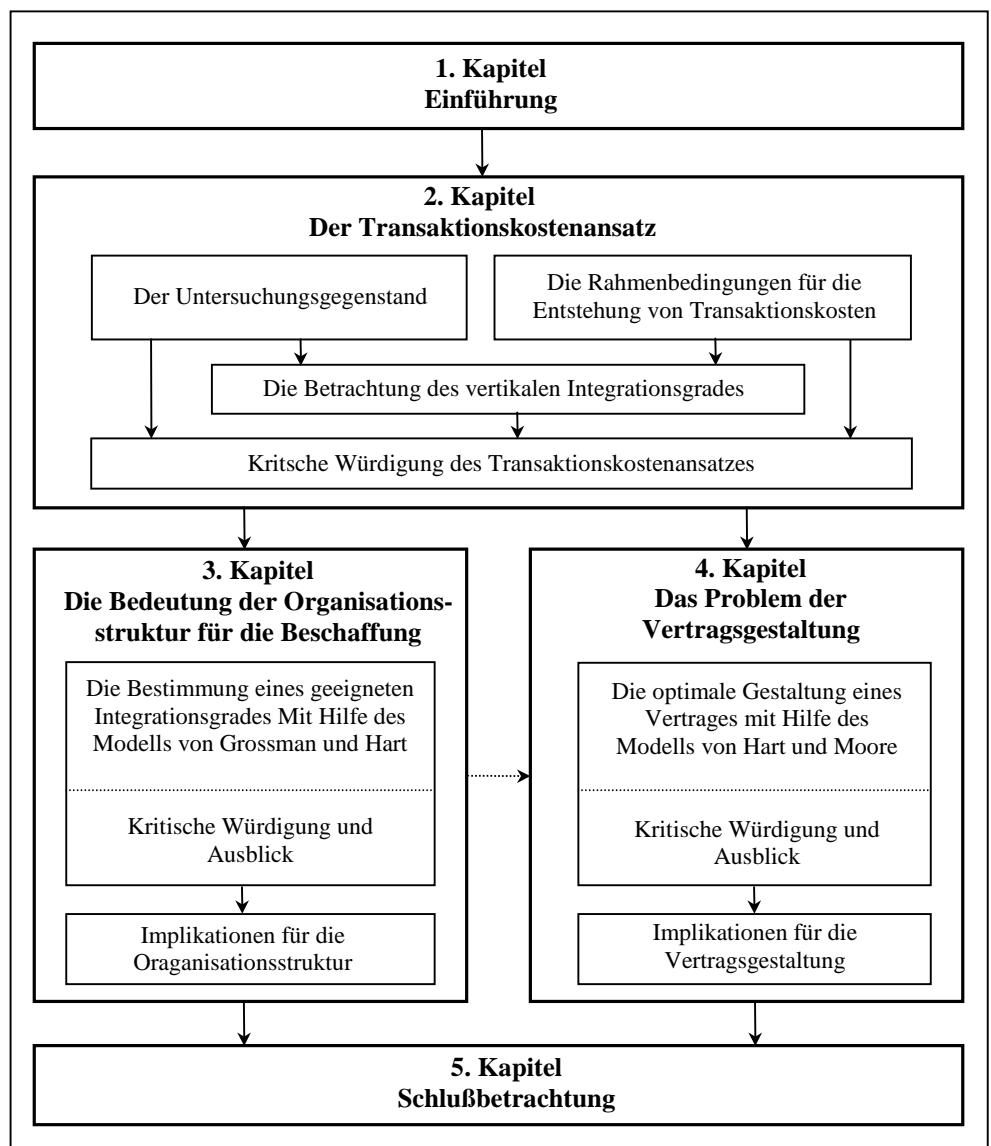 1. Kapitel
Einführung
2. Kapitel
Der Transaktionskostenansatz
Der Untersuchungsgegenstand
Die Rahmenbedingungen für die
Entstehung von Transaktionskosten
Die Betrachtung des vertikalen Integrationsgrades
Kritsche Würdigung des Transaktionskostenansatzes
3. Kapitel
Die Bedeutung der Organisations-
struktur für die Beschaffung
Die Bestimmung eines geeigneten
Integrationsgrades Mit Hilfe des
Modells von Grossman und Hart
Kritische Würdigung und
Ausblick
Implikationen für die
Oraganisationsstruktur
4. Kapitel
Das Problem der
Vertragsgestaltung
Die optimale Gestaltung eines
Vertrages mit Hilfe des
Modells von Hart und Moore
Kritische Würdigung und
Ausblick
Implikationen für die
Vertragsgestaltung
5. Kapitel
Schlußbetrachtung